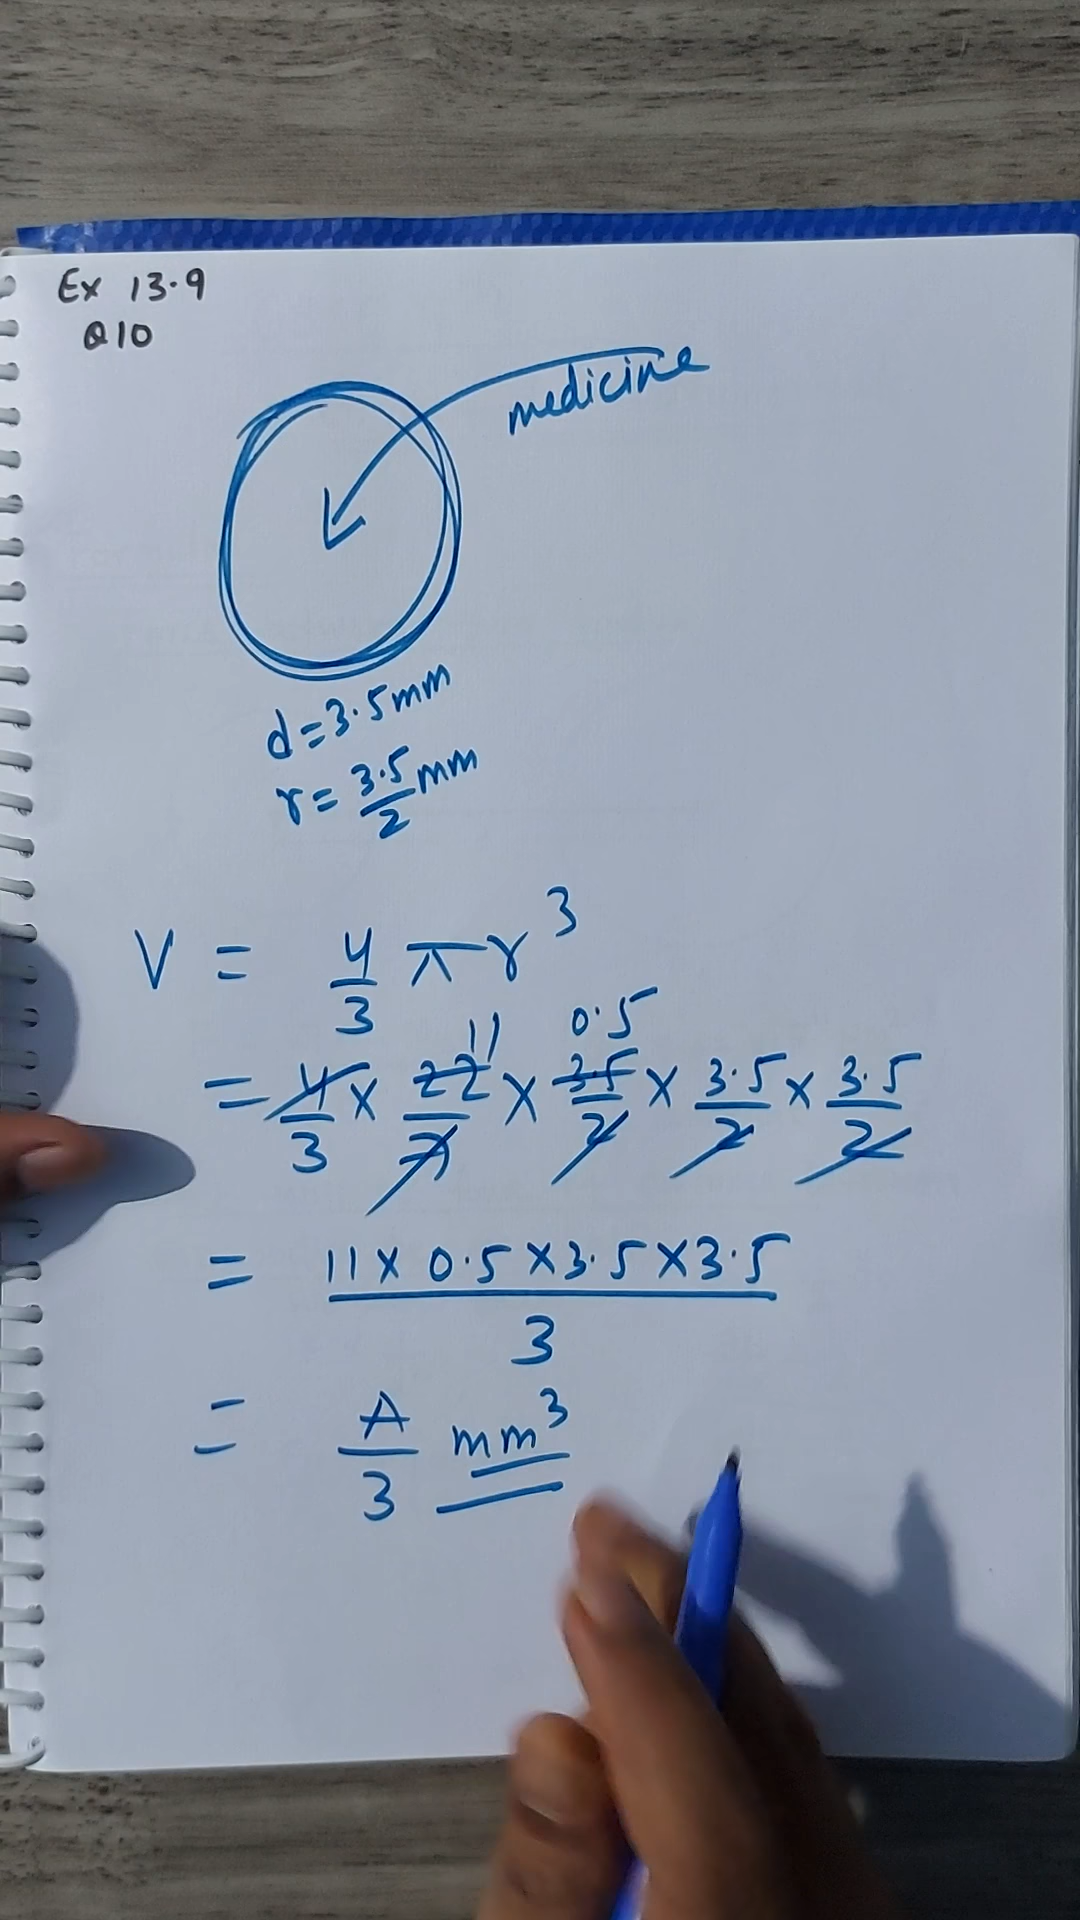 Ex 13.9
Q10
medicine
d=3.5mm
r= 3.5/2 mm
V = 4/3 πr³
11 0.5
= 4/3 x 22/7 x 3.5/2 x 3.5/2 x 3.5/2
= 11 x 0.5 x 3.5 x 3.5 / 3
= A/3 mm³